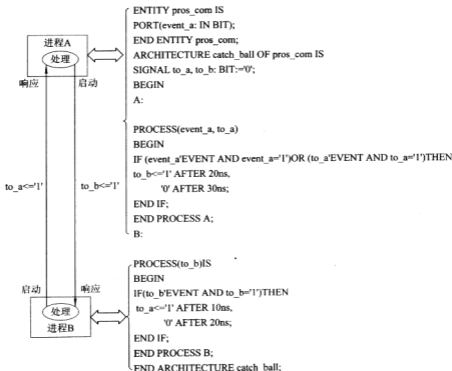 ENTITY pros_com IS
PORT(event_a: IN BIT);
END ENTITY pros_com;
ARCHITECTURE catch_ball OF pros_com IS
SIGNAL to_a, to_b: BIT:='0';
BEGIN
A:
PROCESS(event_a, to_a)
BEGIN
IF (event_a'EVENT AND event_a='1')OR (to_a'EVENT AND to_a='1')THEN
to_b<='1' AFTER 20ns,
'0' AFTER 30ns;
END IF;
END PROCESS A;
B:
PROCESS(to_b)IS
BEGIN
IF(to_b'EVENT AND to_b='1')THEN
to_a<='1' AFTER 10ns,
'0' AFTER 20ns;
END IF;
END PROCESS B;
END ARCHITECTURE catch_ball;
进程A
处理
响应
启动
to_a<='1'
to_b<='1'
启动
响应
处理
进程B